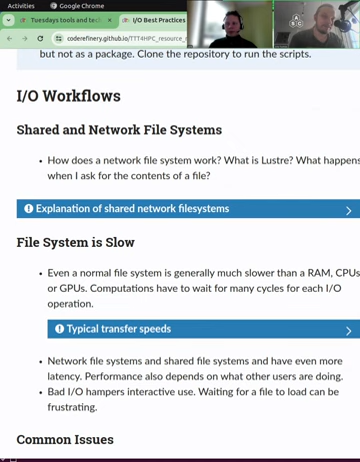 Activities
Google Chrome
Tuesdays tools and tec
I/O Best Practices
coderefinery.github.io/TTT4HPC_resource_
but not as a package. Clone the repository to run the scripts.
I/O Workflows
Shared and Network File Systems
• How does a network file system work? What is Lustre? What happens
when I ask for the contents of a file?
Explanation of shared network filesystems
File System is Slow
• Even a normal file system is generally much slower than a RAM, CPUs
or GPUs. Computations have to wait for many cycles for each I/O
operation.
Typical transfer speeds
• Network file systems and shared file systems and have even more
latency. Performance also depends on what other users are doing.
• Bad I/O hampers interactive use. Waiting for a file to load can be
frustrating.
Common Issues